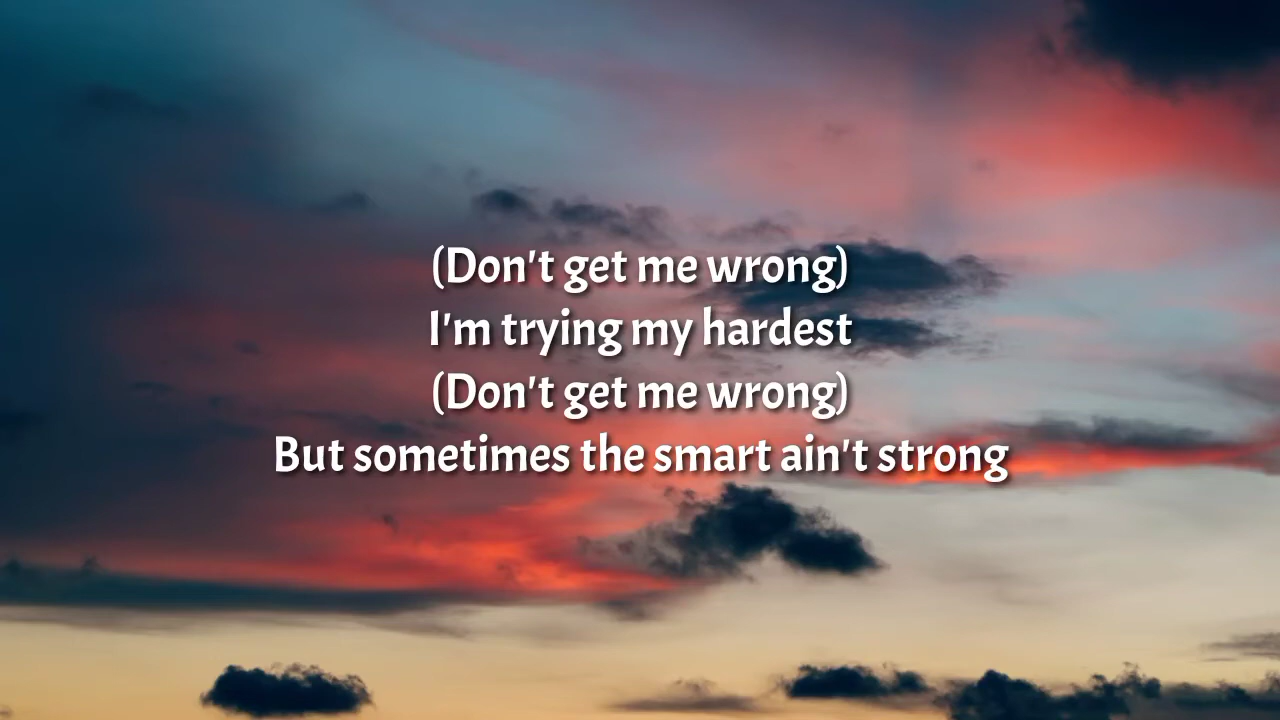 (Don't get me wrong)
I'm trying my hardest
(Don't get me wrong)
But sometimes the smart ain't strong